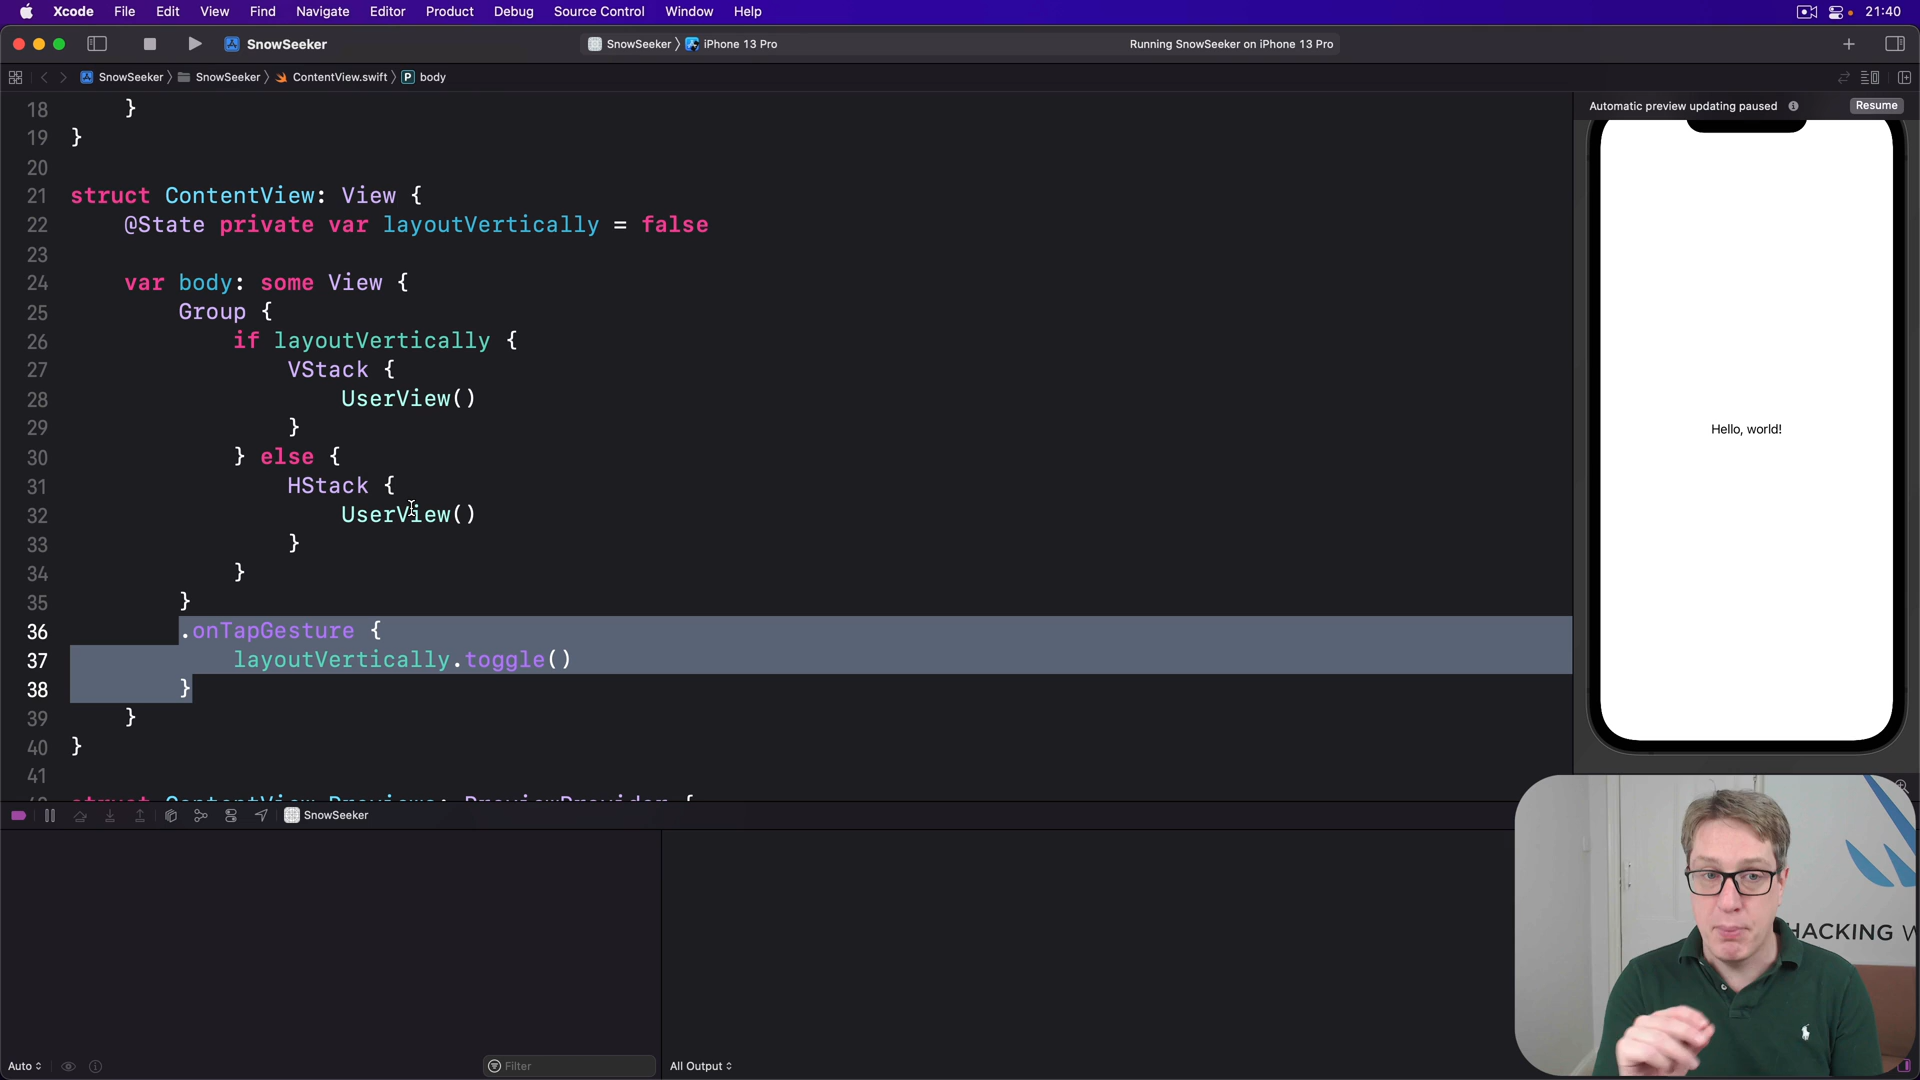 Xcode File Edit View Find Navigate Editor Product Debug Source Control Window Help 21:40
SnowSeeker SnowSeeker iPhone 13 Pro Running SnowSeeker on iPhone 13 Pro
SnowSeeker SnowSeeker ContentView.swift P body
Automatic preview updating paused Resume
18 }
19 }
20
21 struct ContentView: View {
22 @State private var layoutVertically = false
23
24 var body: some View {
25 Group {
26 if layoutVertically {
27 VStack {
28 UserView()
29 }
30 } else {
31 HStack {
32 UserView()
33 }
34 }
35 }
36 .onTapGesture {
37 layoutVertically.toggle()
38 }
39 }
40 }
41
42 struct ContentView_Previews: PreviewProvider {
Hello, world!
SnowSeeker
HACKING W
Auto Filter All Output